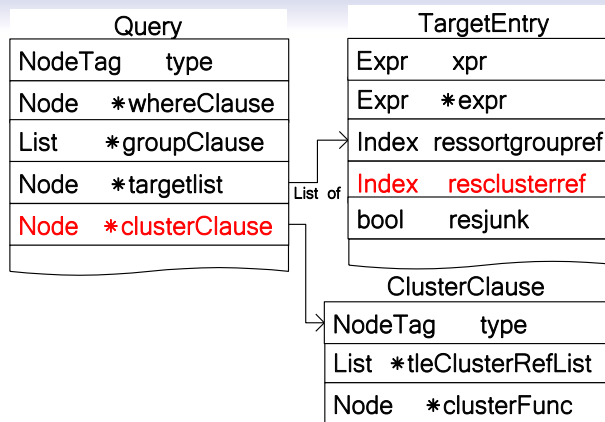 Query
NodeTag type
Node *whereClause
List *groupClause
Node *targetlist
Node *clusterClause
List of
TargetEntry
Expr xpr
Expr *expr
Index ressortgroupref
Index resclusterref
bool resjunk
ClusterClause
NodeTag type
List *tleClusterRefList
Node *clusterFunc